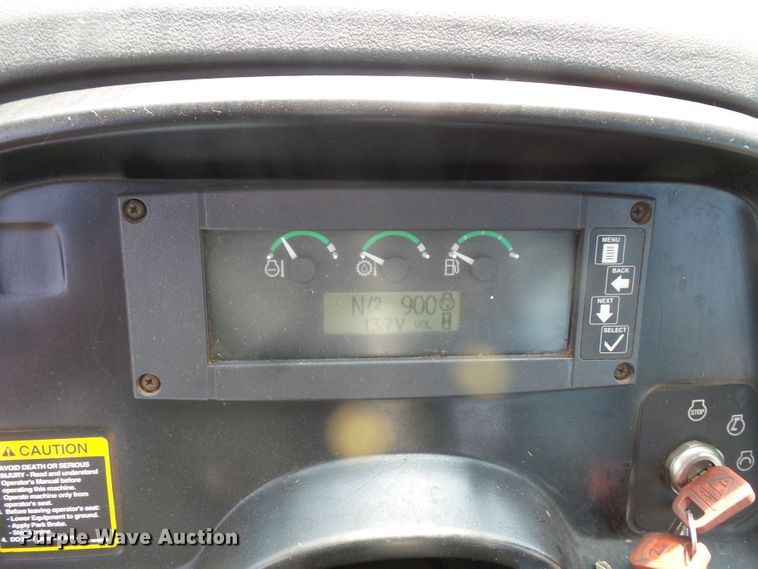 MENU
BACK
N/2 900
NEXT
13.7V VOL
SELECT
STOP
CAUTION
AVOID DEATH OR SERIOUS
INJURY - Read and understand
Operator's Manual before
operating this machine.
Operate machine only from
operator's seat.
Before leaving operator's seat:
- Lower Equipment to ground.
- Apply Park Brake.
Purple Wave Auction